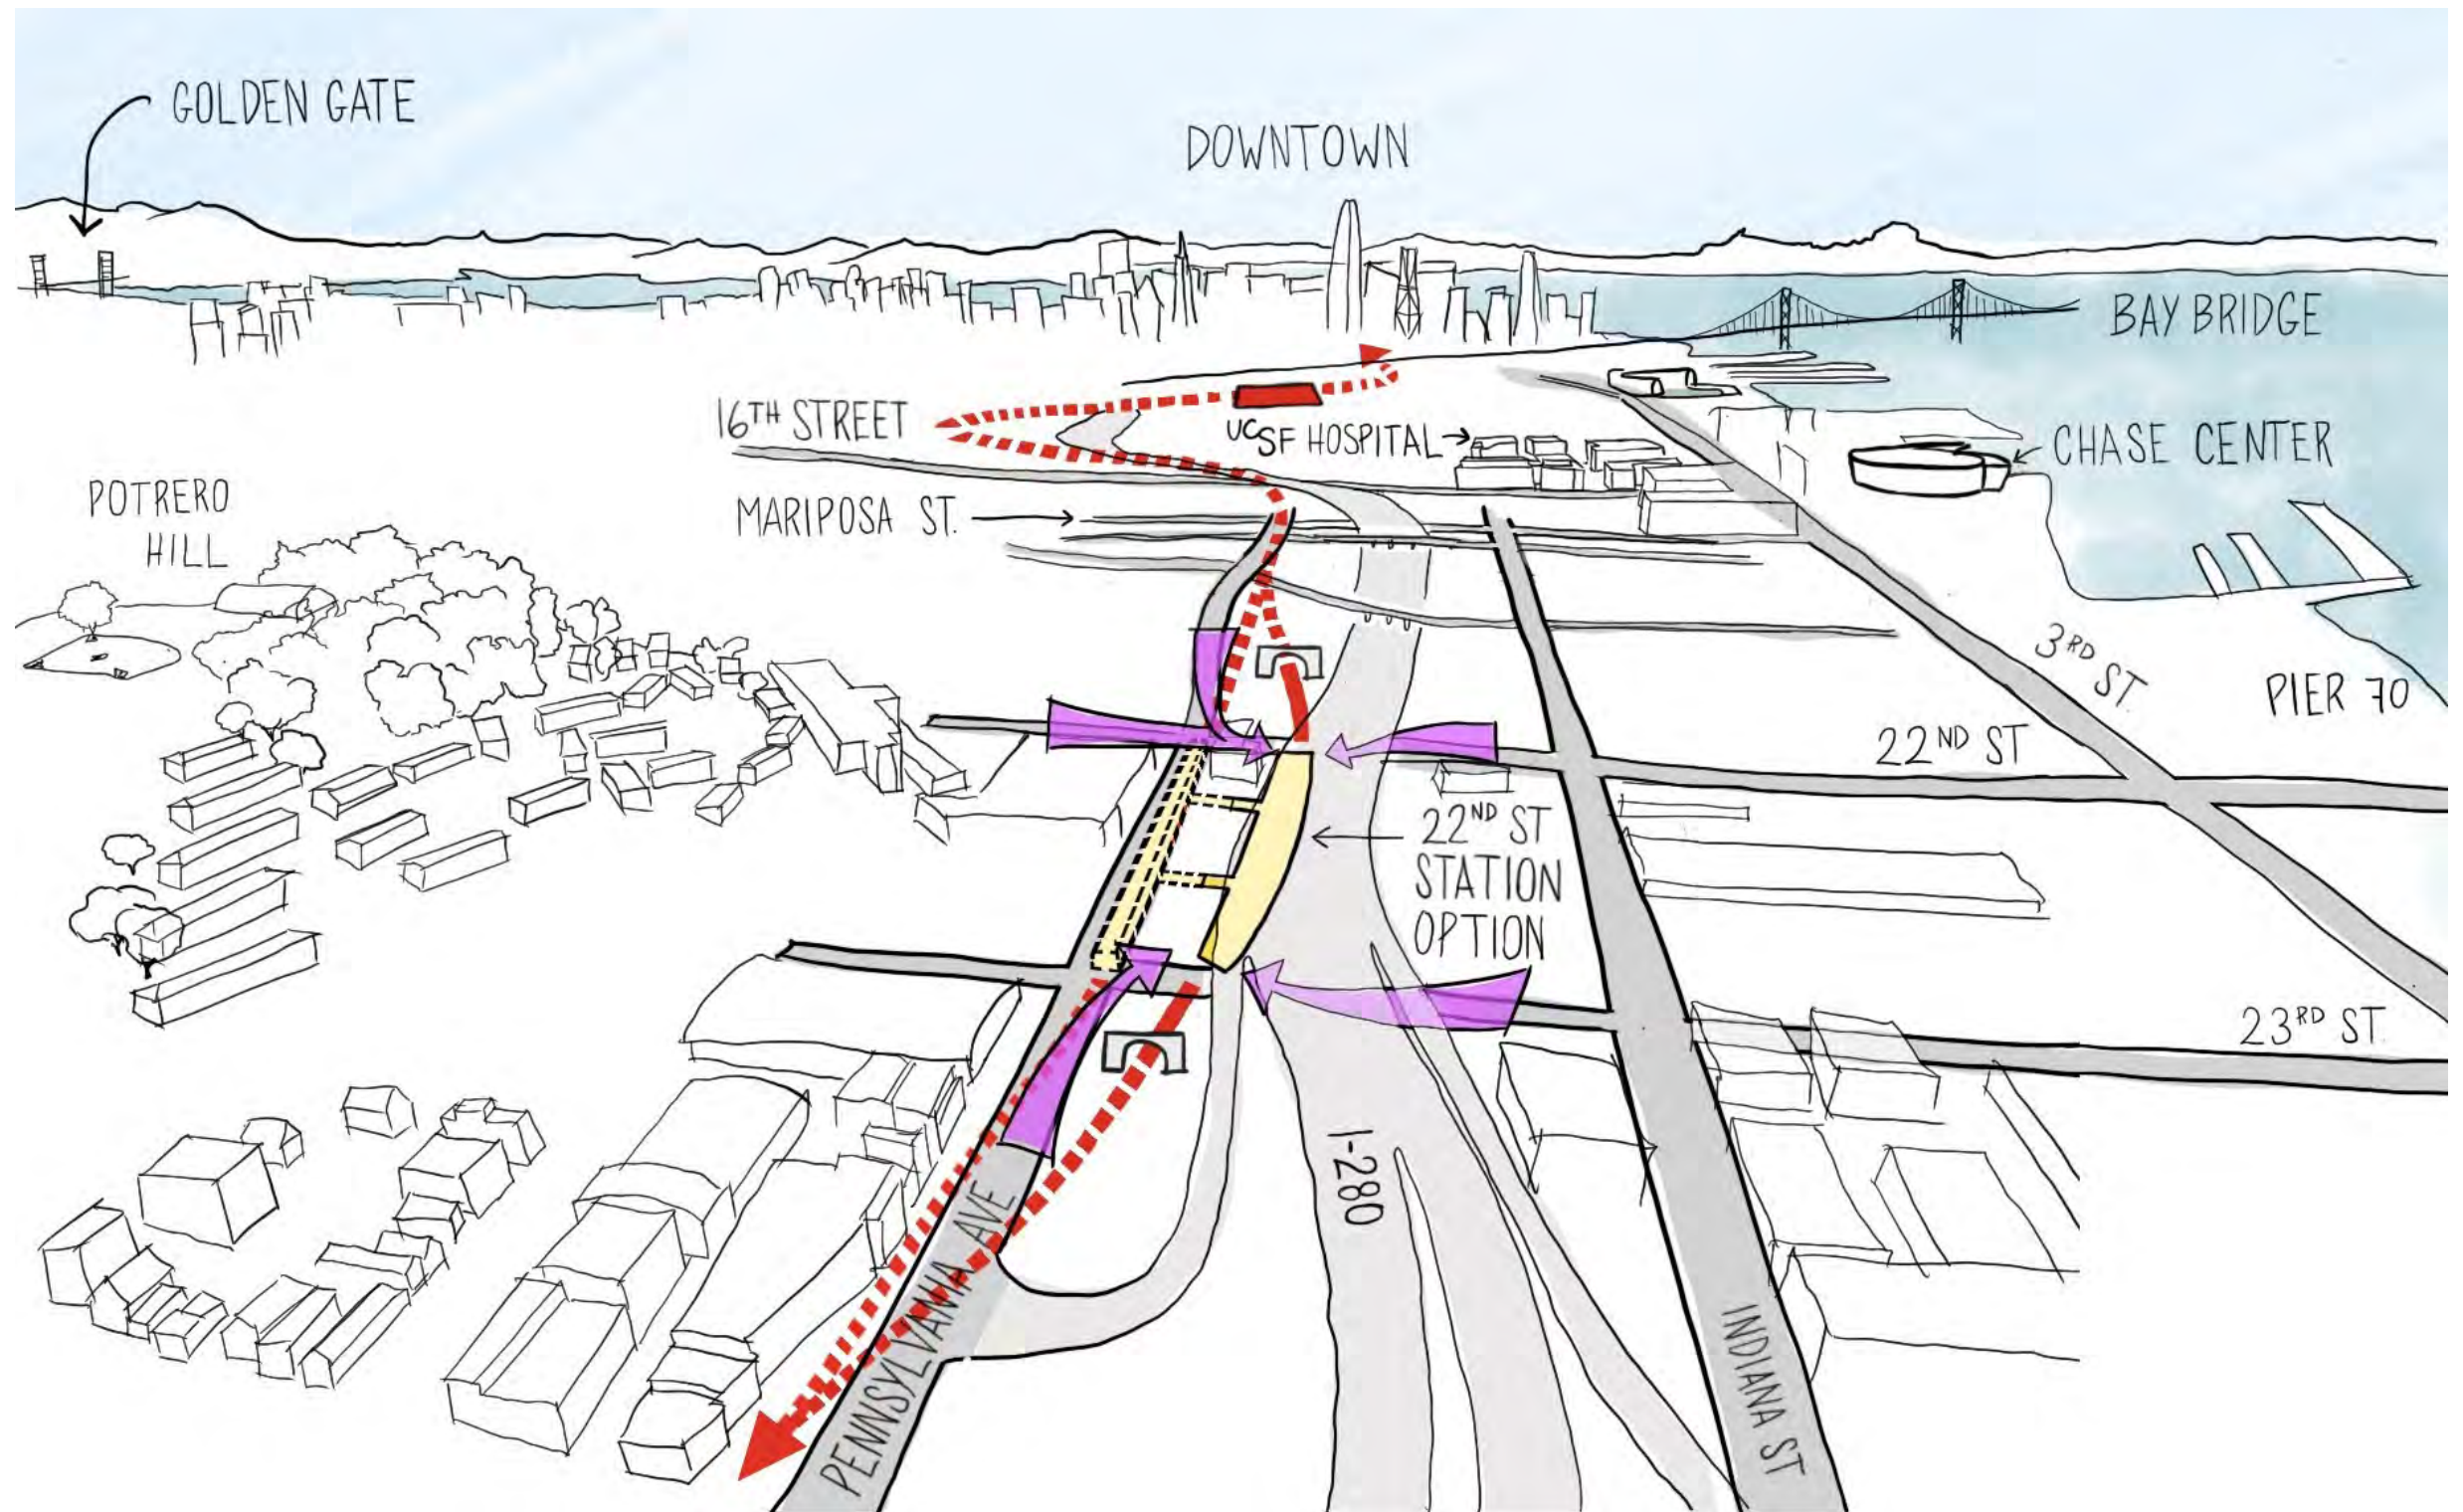 GOLDEN GATE
DOWNTOWN
BAY BRIDGE
16TH STREET
UCSF HOSPITAL
CHASE CENTER
POTRERO
HILL
MARIPOSA ST.
3RD ST
PIER 70
22ND ST
22ND ST
STATION
OPTION
23RD ST.
I-280
PENNSYLVANIA AVE
INDIANA ST